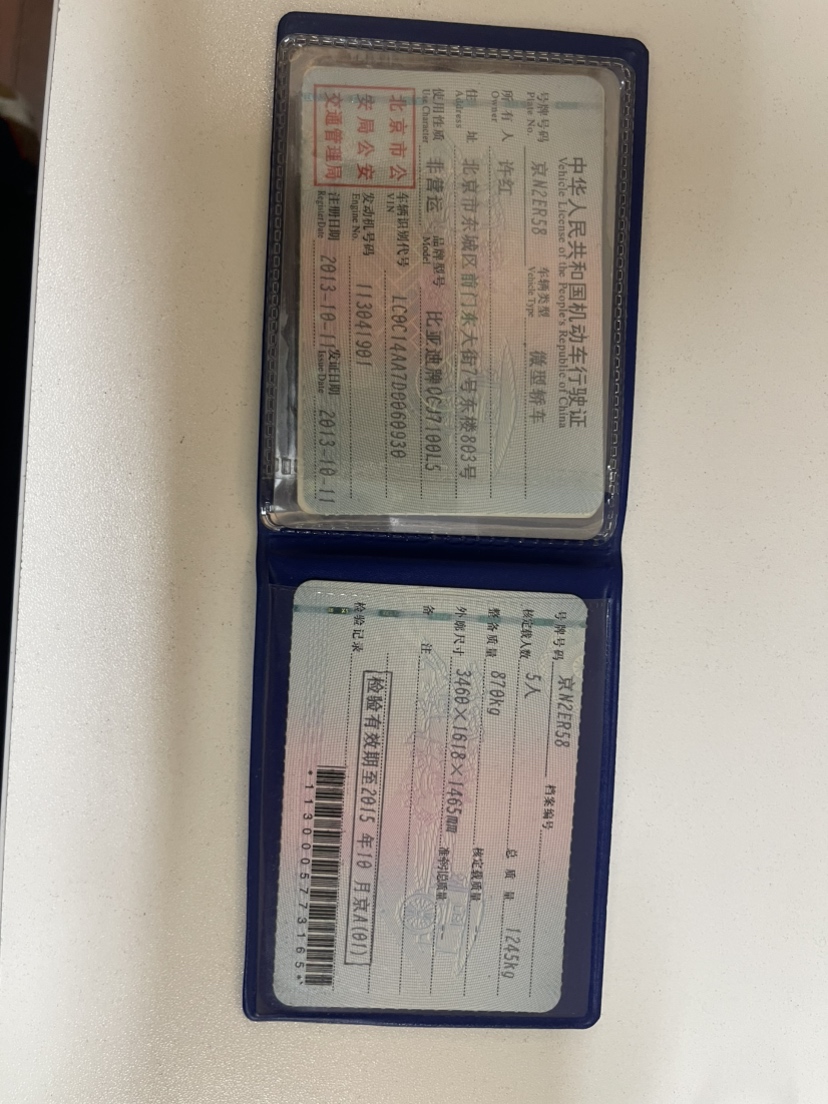 中华人民共和国机动车行驶证
Vehicle License of the People's Republic of China
号牌号码 京N2ER58 车辆类型 微型轿车
Plate No. Vehicle Type
所有人 许红
Owner
住址 北京市东城区前门东大街7号东楼803号
Address
使用性质 非营运 品牌型号 比亚迪牌QCJ7100L5
Use Character Model
北京市公
安局公安
交通管理局
车辆识别代号 LC0C14AA7D0060930
VIN
发动机号码 113041901
Engine No.
注册日期 2013-10-11 发证日期 2013-10-11
Register Date Issue Date
号牌号码 京N2ER58 档案编号
核定载人数 5人 总质量 1245kg
整备质量 870kg 核定载质量 --
外廓尺寸 3460×1618×1465mm 准牵引总质量 --
备注
检验记录
检验有效期至2015年10月京A(01)
*1130005773165*